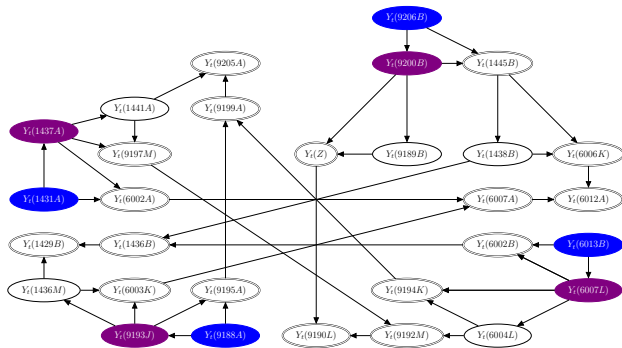 Y_t(9206B)
Y_t(9205A)
Y_t(9200B)
Y_t(1445B)
Y_t(1441A)
Y_t(9199A)
Y_t(1437A)
Y_t(9197M)
Y_t(Z)
Y_t(9189B)
Y_t(1438B)
Y_t(6006K)
Y_t(1431A)
Y_t(6002A)
Y_t(6007A)
Y_t(6012A)
Y_t(1429B)
Y_t(1436B)
Y_t(6002B)
Y_t(6013B)
Y_t(1436M)
Y_t(6003K)
Y_t(9195A)
Y_t(9194K)
Y_t(6007L)
Y_t(9193J)
Y_t(9188A)
Y_t(9190L)
Y_t(9192M)
Y_t(6004L)